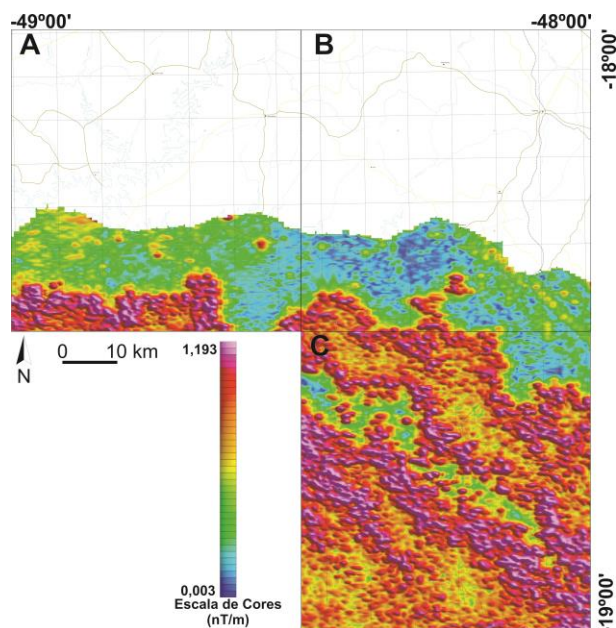 -49º00'
-48º00'
A
B
-18º00'
C
N
0
10 km
1,193
0,003
Escala de Cores
(nT/m)
-19º00'